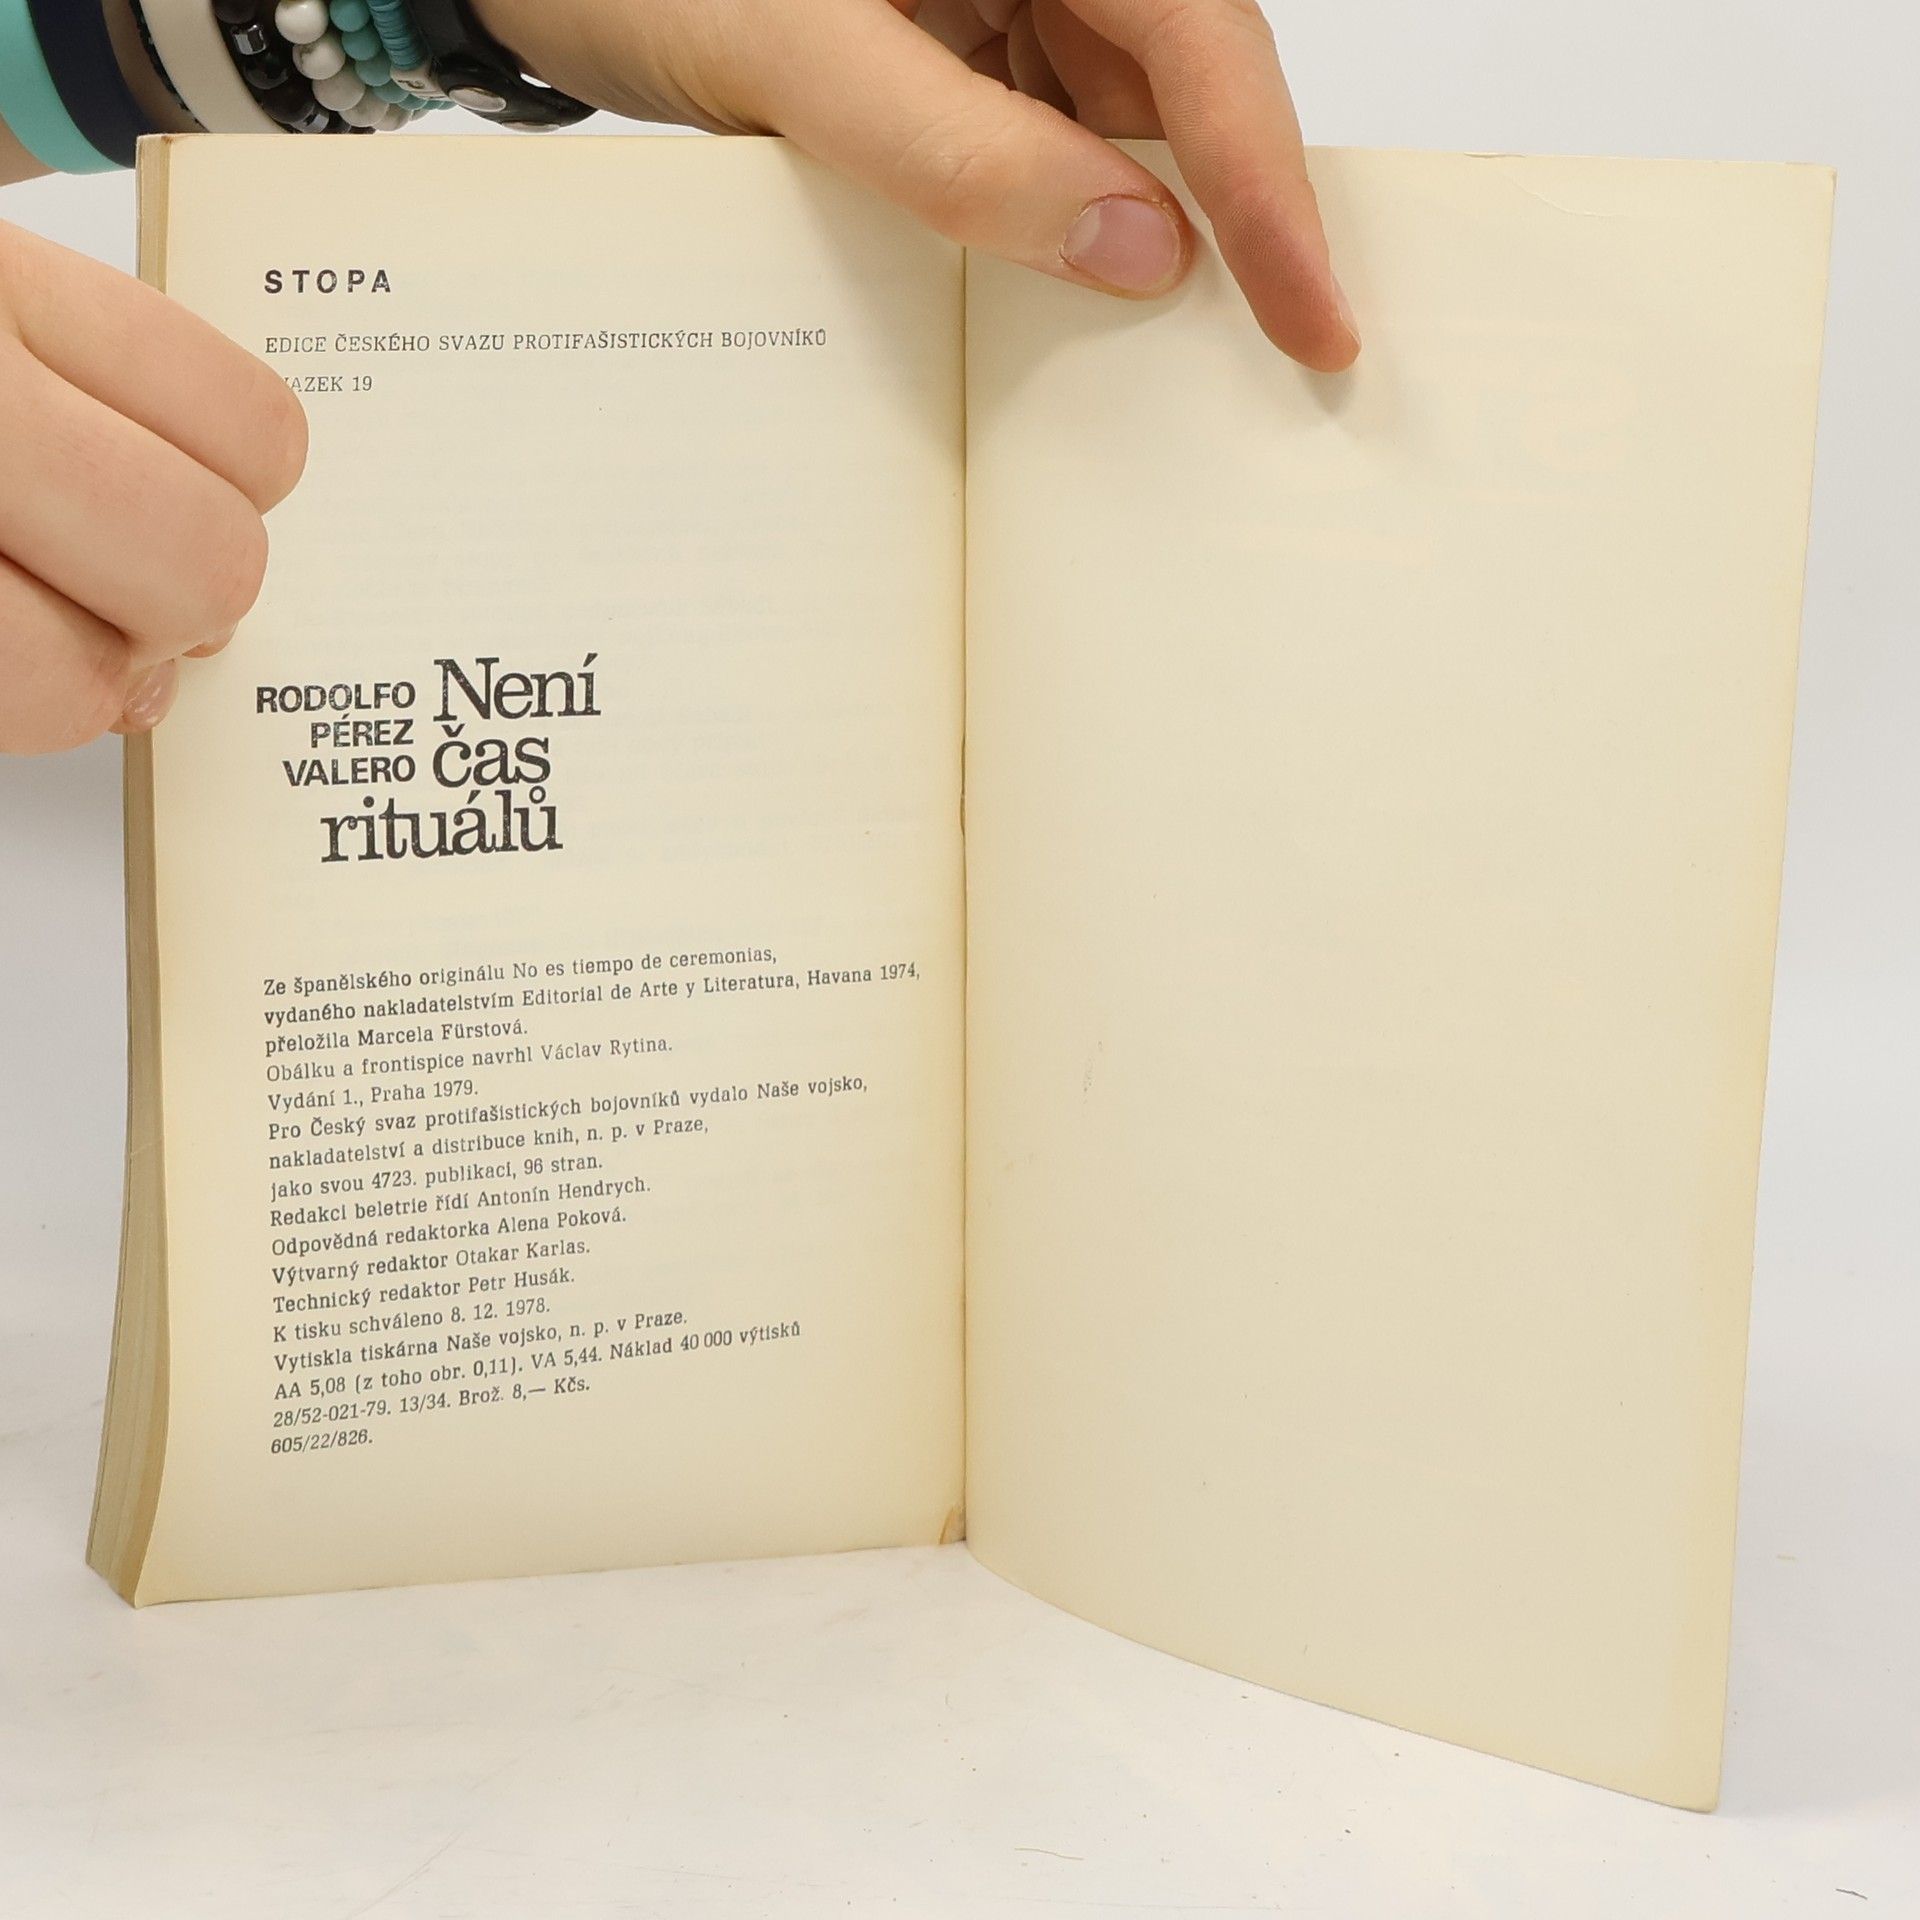 STOPA
EDICE ČESKÉHO SVAZU PROTIFAŠISTICKÝCH BOJOVNÍKŮ
19
RODOLFO
PÉREZ
VALERO
Není
čas
rituálů
Ze španělského originálu No es tiempo de ceremonias,
vydaného nakladatelstvím Editorial de Arte y Literatura, Havana 1974,
přeložila Marcela Fürstová.
Obálku a frontispice navrhl Václav Rytina.
Vydání 1., Praha 1979.
Pro Český svaz protifašistických bojovníků vydalo Naše vojsko,
nakladatelství a distribuce knih, n. p. v Praze,
jako svou 4723. publikaci, 96 stran.
Redakci beletrie řídí Antonín Hendrych.
Odpovědná redaktorka Alena Poková.
Výtvarný redaktor Otakar Karlas.
Technický redaktor Petr Husák.
K tisku schváleno 8. 12. 1978.
Vytiskla tiskárna Naše vojsko, n. p. v Praze.
AA 5,08 (z toho obr. 0,11). VA 5,44. Náklad 40 000 výtisků
28/52-021-79. 13/34. Brož. 8,— Kčs.
605/22/826.